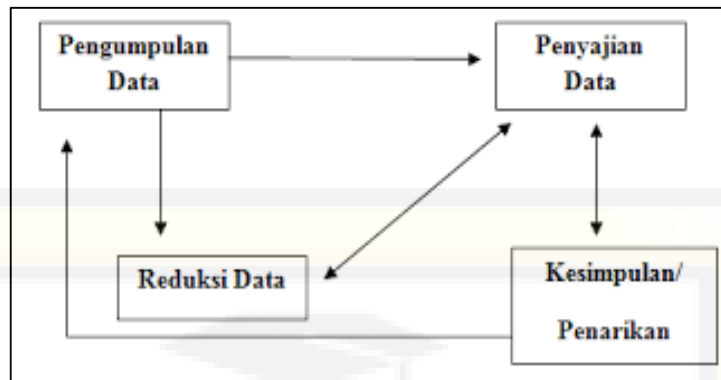 Pengumpulan
Data
Penyajian
Data
Reduksi Data
Kesimpulan/
Penarikan